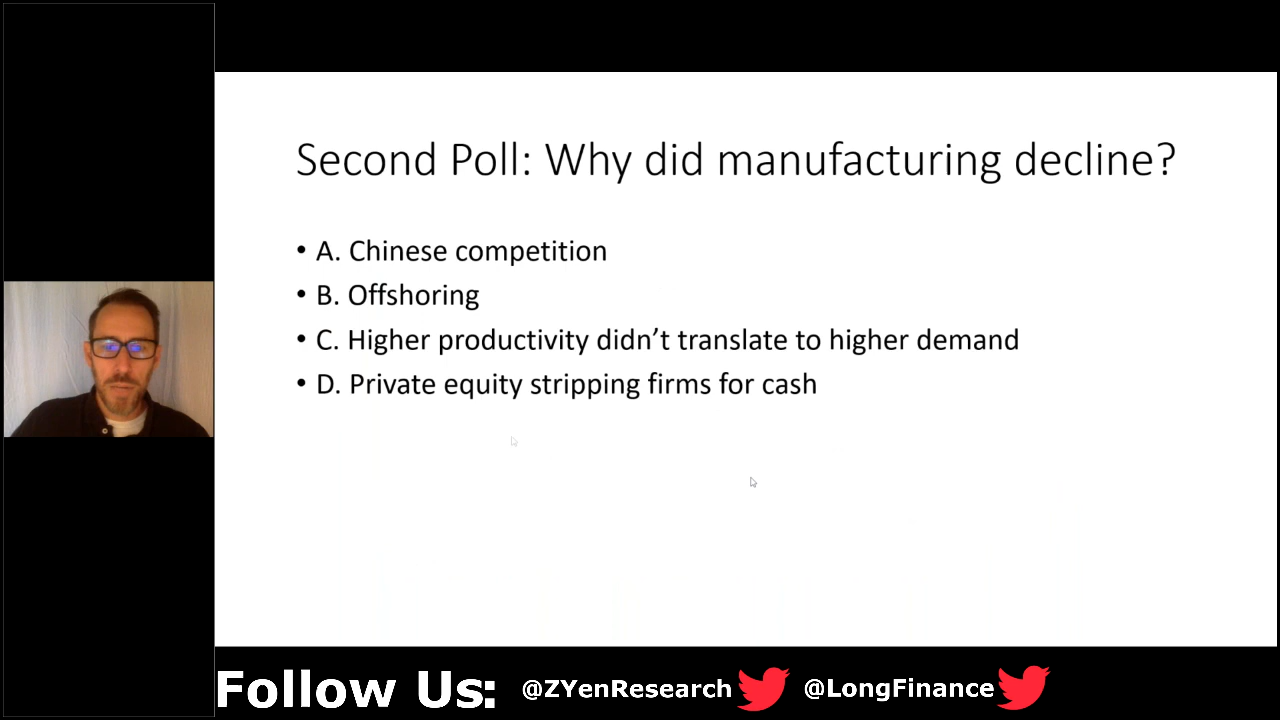 Second Poll: Why did manufacturing decline?
• A. Chinese competition
• B. Offshoring
• C. Higher productivity didn’t translate to higher demand
• D. Private equity stripping firms for cash
Follow Us: @ZYenResearch @LongFinance